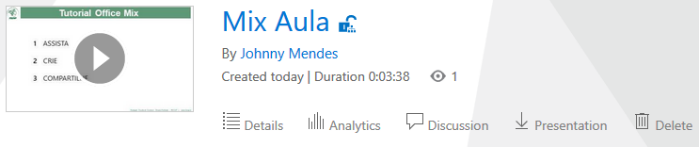 Tutorial Office Mix
1 ASSISTA
2 CRIE
3 COMPARTILHE
Mix Aula
By Johnny Mendes
Created today | Duration 0:03:38 1
Details Analytics Discussion Presentation Delete